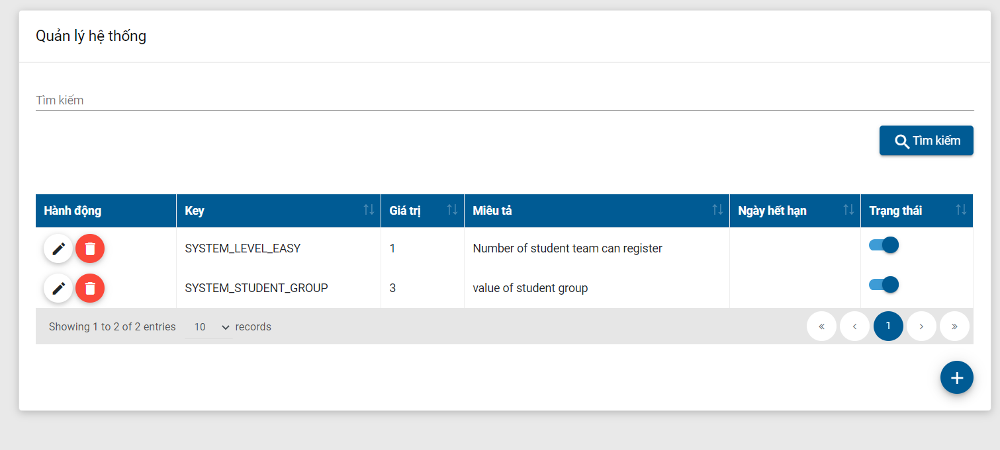 Quản lý hệ thống
Tìm kiếm
Tìm kiếm
Hành động Key Giá trị Miêu tả Ngày hết hạn Trạng thái
SYSTEM_LEVEL_EASY 1 Number of student team can register
SYSTEM_STUDENT_GROUP 3 value of student group
Showing 1 to 2 of 2 entries 10 records « ‹ 1 › »
+